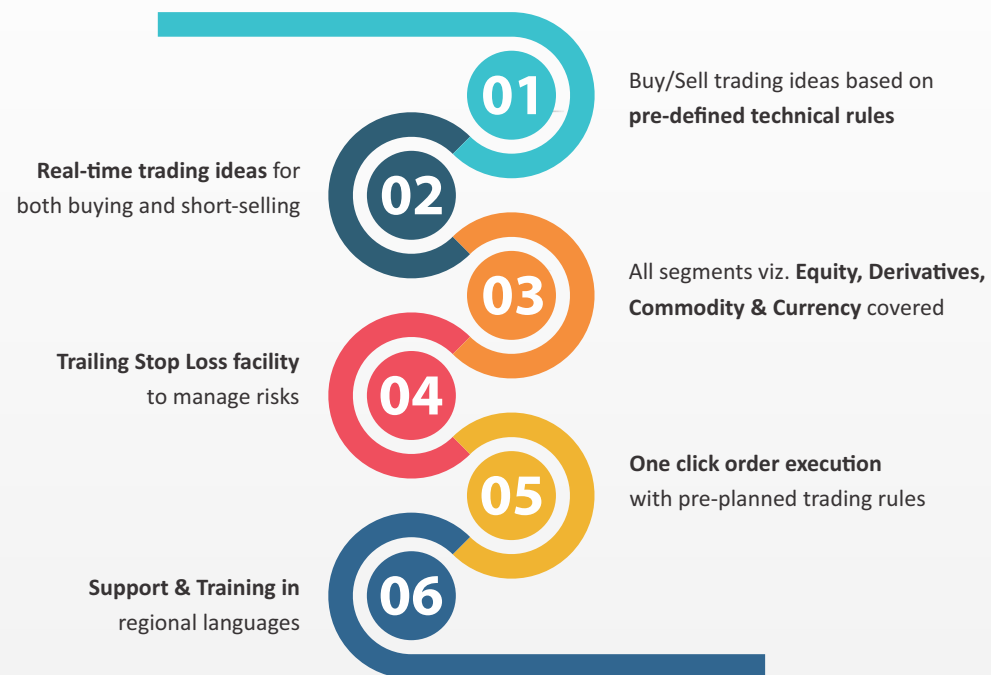 01
Buy/Sell trading ideas based on
pre-defined technical rules
02
Real-time trading ideas for
both buying and short-selling
03
All segments viz. Equity, Derivatives,
Commodity & Currency covered
04
Trailing Stop Loss facility
to manage risks
05
One click order execution
with pre-planned trading rules
06
Support & Training in
regional languages